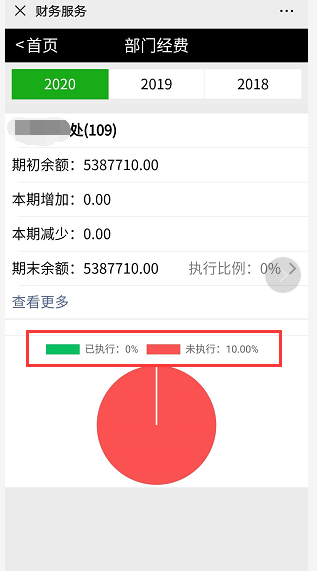 财务服务
<首页 部门经费
2020 2019 2018
处(109)
期初余额：5387710.00
本期增加：0.00
本期减少：0.00
期末余额：5387710.00 执行比例：0%
查看更多
已执行：0% 未执行：10.00%